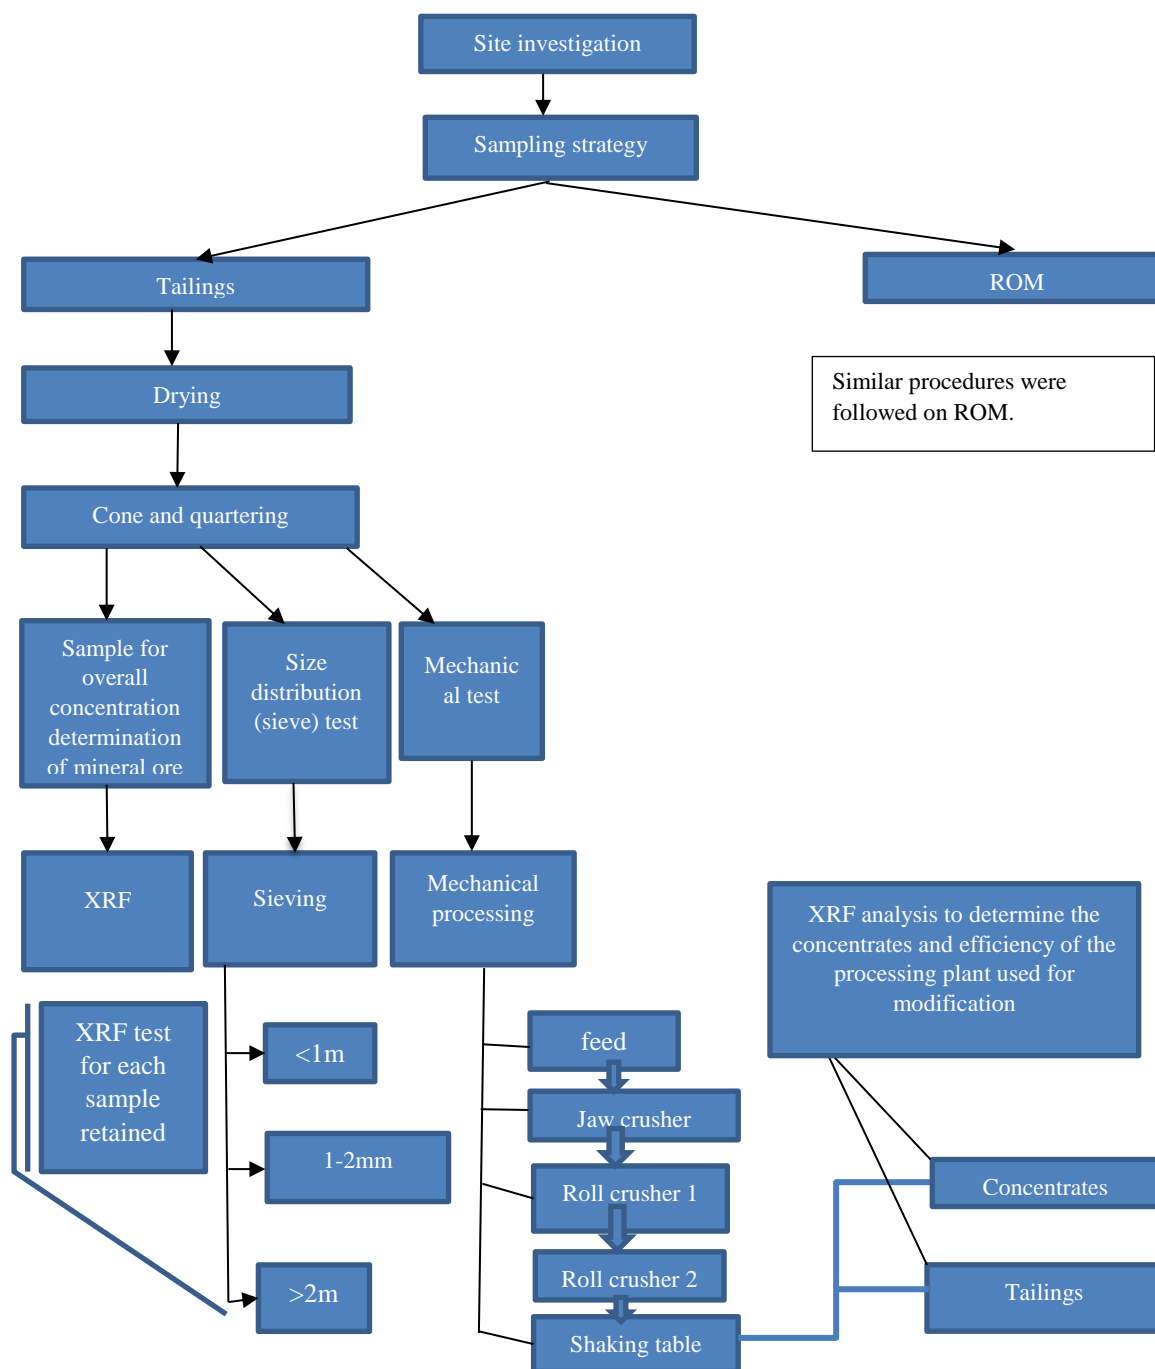 Site investigation
Sampling strategy
Tailings
ROM
Drying
Similar procedures were
followed on ROM.
Cone and quartering
Sample for
overall
concentration
determination
of mineral ore
Size
distribution
(sieve) test
Mechanic
al test
XRF
Sieving
Mechanical
processing
XRF analysis to determine the
concentrates and efficiency of the
processing plant used for
modification
XRF test
for each
sample
retained
<1m
1-2mm
>2m
feed
Jaw crusher
Roll crusher 1
Roll crusher 2
Shaking table
Concentrates
Tailings